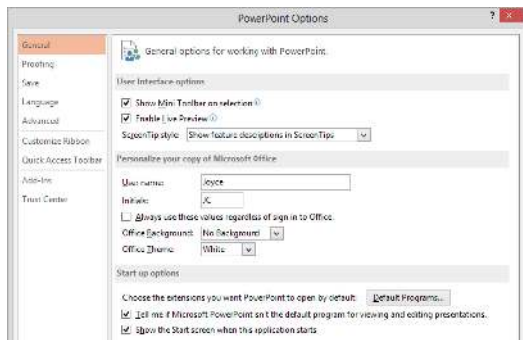 PowerPoint Options
?
General
Proofing
Save
Language
Advanced
Customize Ribbon
Quick Access Toolbar
Add-Ins
Trust Center
General options for working with PowerPoint.
User Interface options
Show Mini Toolbar on selection
Enable Live Preview
ScreenTip style: Show feature descriptions in ScreenTips
Personalize your copy of Microsoft Office
User name: Joyce
Initials: JC
Always use these values regardless of sign in to Office.
Office Background: No Background
Office Theme: White
Start up options
Choose the extensions you want PowerPoint to open by default: Default Programs...
Tell me if Microsoft PowerPoint isn't the default program for viewing and editing presentations.
Show the Start screen when this application starts